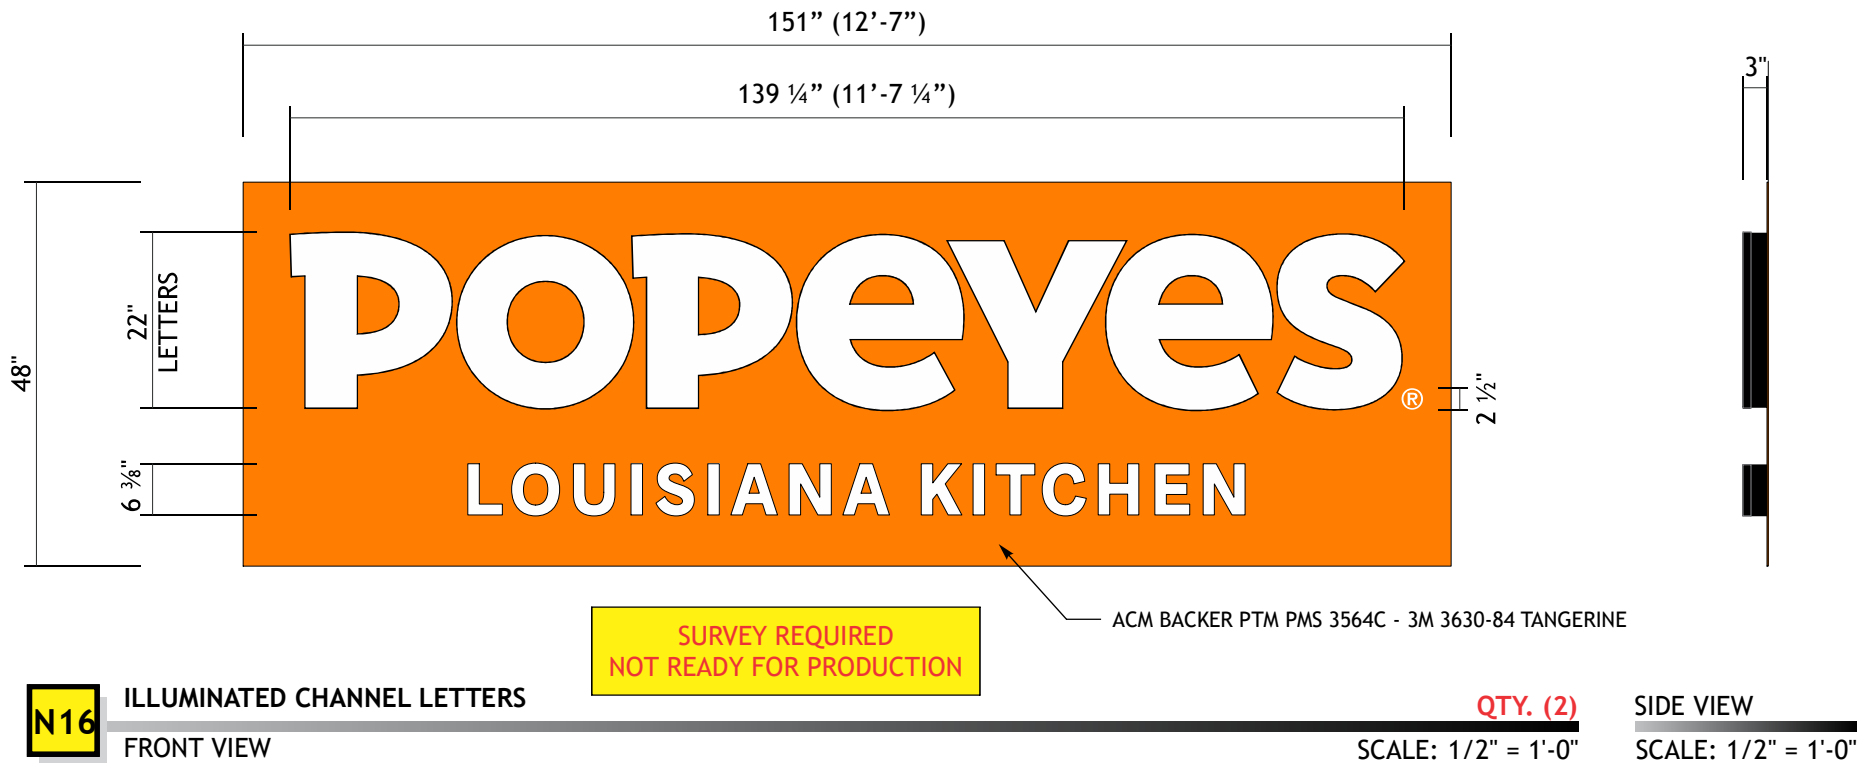 151” (12’-7”)
139 ¼” (11’-7 ¼”)
3"
48"
22"
LETTERS
POPEYES
®
2 ½"
6 ⅜"
LOUISIANA KITCHEN
ACM BACKER PTM PMS 3564C - 3M 3630-84 TANGERINE
SURVEY REQUIRED
NOT READY FOR PRODUCTION
N16
ILLUMINATED CHANNEL LETTERS
QTY. (2)
FRONT VIEW
SCALE: 1/2" = 1'-0"
SIDE VIEW
SCALE: 1/2" = 1'-0"